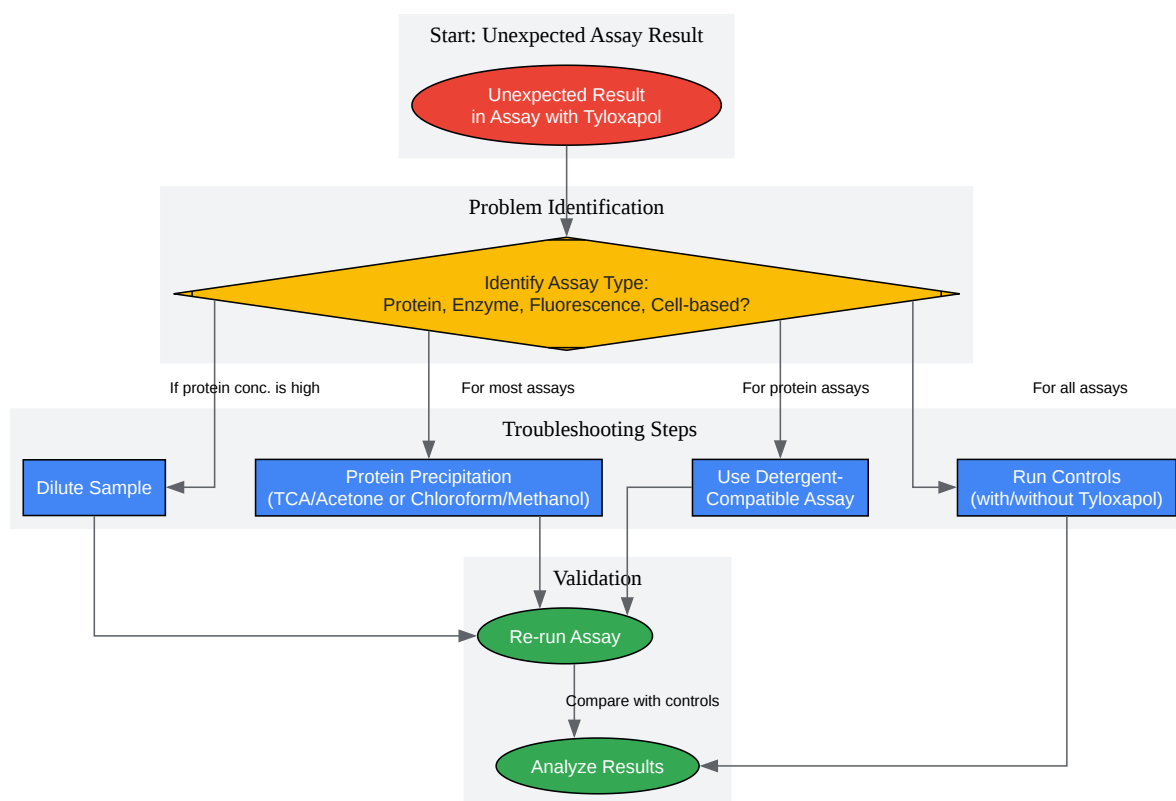 Start: Unexpected Assay Result
Unexpected Result
in Assay with Tyloxapol
Problem Identification
Identify Assay Type:
Protein, Enzyme, Fluorescence, Cell-based?
If protein conc. is high
For most assays
For protein assays
For all assays
Troubleshooting Steps
Dilute Sample
Protein Precipitation
(TCA/Acetone or Chloroform/Methanol)
Use Detergent-
Compatible Assay
Run Controls
(with/without Tyloxapol)
Validation
Re-run Assay
Compare with controls
Analyze Results